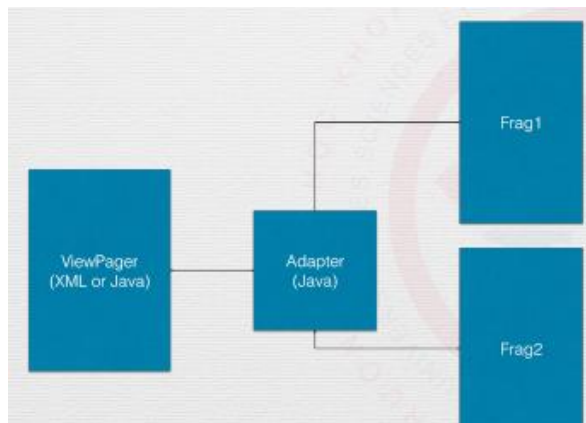 ViewPager
(XML or Java)
Adapter
(Java)
Frag1
Frag2